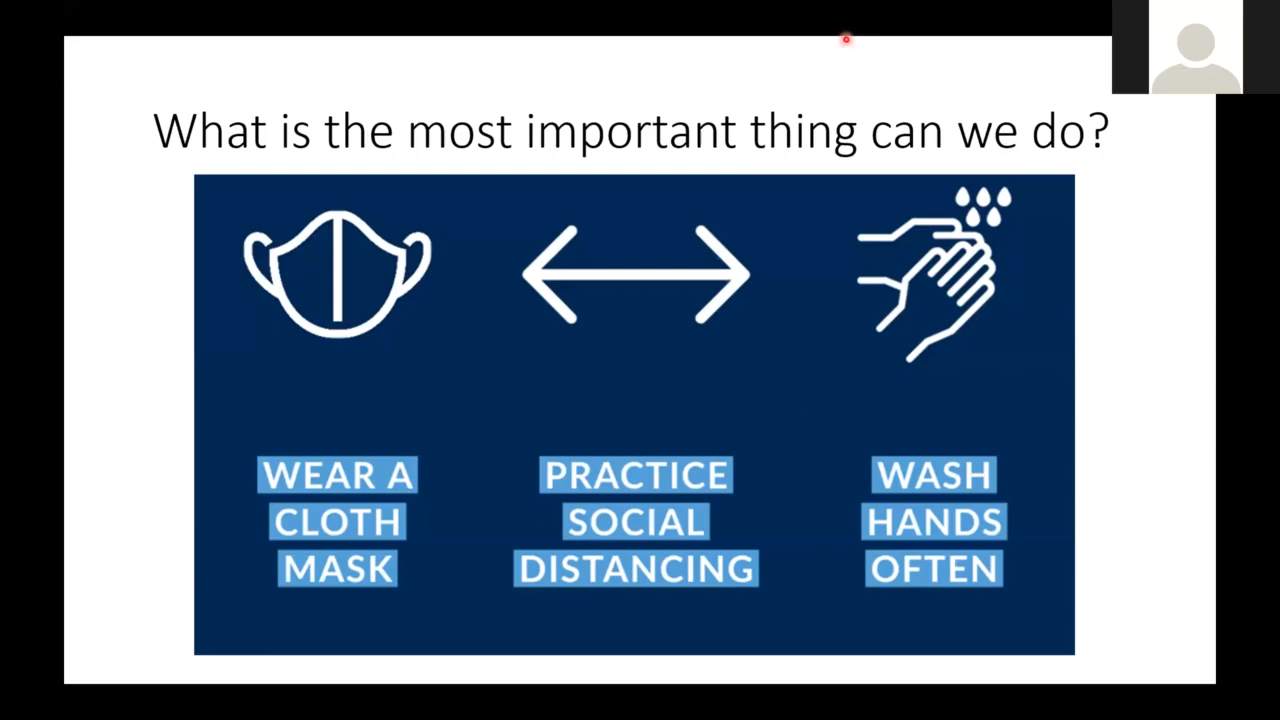 What is the most important thing can we do?
WEAR A
CLOTH
MASK
PRACTICE
SOCIAL
DISTANCING
WASH
HANDS
OFTEN